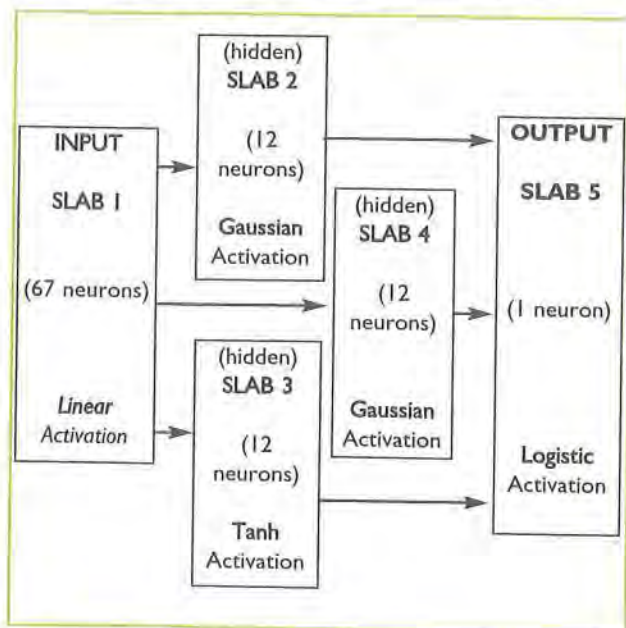 INPUT
SLAB 1
(67 neurons)
Linear
Activation
(hidden)
SLAB 2
(12
neurons)
Gaussian
Activation
(hidden)
SLAB 4
(12
neurons)
Gaussian
Activation
(hidden)
SLAB 3
(12
neurons)
Tanh
Activation
OUTPUT
SLAB 5
(1 neuron)
Logistic
Activation